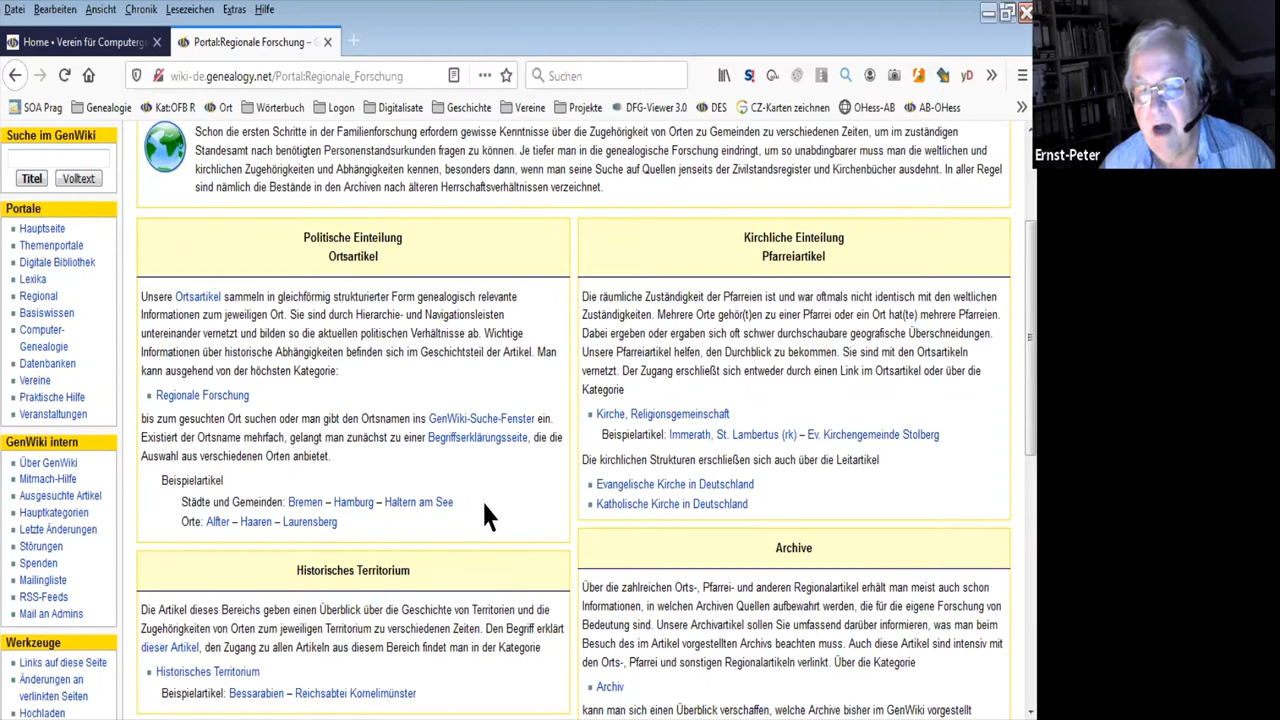 Datei Bearbeiten Ansicht Chronik Lesezeichen Extras Hilfe
Home • Verein für Computerge
Portal:Regionale Forschung – G
wiki-de.genealogy.net/Portal:Regionale_Forschung
Suchen
SOA Prag Genealogie Kat:OFB R Ort Wörterbuch Logon Digitalisate Geschichte Vereine Projekte DFG-Viewer 3.0 DES CZ-Karten zeichnen OHess-AB AB-OHess
Ernst-Peter
Suche im GenWiki
Titel Volltext
Portale
Hauptseite
Themenportale
Digitale Bibliothek
Lexika
Regional
Basiswissen
Computer-
Genealogie
Datenbanken
Vereine
Praktische Hilfe
Veranstaltungen
GenWiki intern
Über GenWiki
Mitmach-Hilfe
Ausgesuchte Artikel
Hauptkategorien
Letzte Änderungen
Störungen
Spenden
Mailingliste
RSS-Feeds
Mail an Admins
Werkzeuge
Links auf diese Seite
Änderungen an
verlinkten Seiten
Hochladen
Schon die ersten Schritte in der Familienforschung erfordern gewisse Kenntnisse über die Zugehörigkeit von Orten zu Gemeinden zu verschiedenen Zeiten, um im zuständigen
Standesamt nach benötigten Personenstandsurkunden fragen zu können. Je tiefer man in die genealogische Forschung eindringt, um so unabdingbarer muss man die weltlichen und
kirchlichen Zugehörigkeiten und Abhängigkeiten kennen, besonders dann, wenn man seine Suche auf Quellen jenseits der Zivilstandsregister und Kirchenbücher ausdehnt. In aller Regel
sind nämlich die Bestände in den Archiven nach älteren Herrschaftsverhältnissen verzeichnet.
Politische Einteilung
Ortsartikel
Unsere Ortsartikel sammeln in gleichförmig strukturierter Form genealogisch relevante
Informationen zum jeweiligen Ort. Sie sind durch Hierarchie- und Navigationsleisten
untereinander vernetzt und bilden so die aktuellen politischen Verhältnisse ab. Wichtige
Informationen über historische Abhängigkeiten befinden sich im Geschichtsteil der Artikel. Man
kann ausgehend von der höchsten Kategorie:
Regionale Forschung
bis zum gesuchten Ort suchen oder man gibt den Ortsnamen ins GenWiki-Suche-Fenster ein.
Existiert der Ortsname mehrfach, gelangt man zunächst zu einer Begriffserklärungsseite, die die
Auswahl aus verschiedenen Orten anbietet.
Beispielartikel
Städte und Gemeinden: Bremen – Hamburg – Haltern am See
Orte: Alfter – Haaren – Laurensberg
Historisches Territorium
Die Artikel dieses Bereichs geben einen Überblick über die Geschichte von Territorien und die
Zugehörigkeiten von Orten zum jeweiligen Territorium zu verschiedenen Zeiten. Den Begriff erklärt
dieser Artikel, den Zugang zu allen Artikeln aus diesem Bereich findet man in der Kategorie
Historisches Territorium
Beispielartikel: Bessarabien – Reichsabtei Kornelimünster
Kirchliche Einteilung
Pfarreiartikel
Die räumliche Zuständigkeit der Pfarreien ist und war oftmals nicht identisch mit den weltlichen
Zuständigkeiten. Mehrere Orte gehör(t)en zu einer Pfarrei oder ein Ort hat(te) mehrere Pfarreien.
Dabei ergeben oder ergaben sich oft schwer durchschaubare geografische Überschneidungen.
Unsere Pfarreiartikel helfen, den Durchblick zu bekommen. Sie sind mit den Ortsartikeln
vernetzt. Der Zugang erschließt sich entweder durch einen Link im Ortsartikel oder über die
Kategorie
Kirche, Religionsgemeinschaft
Beispielartikel: Immerath, St. Lambertus (rk) – Ev. Kirchengemeinde Stolberg
Die kirchlichen Strukturen erschließen sich auch über die Leitartikel
Evangelische Kirche in Deutschland
Katholische Kirche in Deutschland
Archive
Über die zahlreichen Orts-, Pfarrei- und anderen Regionalartikel erhält man meist auch schon
Informationen, in welchen Archiven Quellen aufbewahrt werden, die für die eigene Forschung von
Bedeutung sind. Unsere Archivartikel sollen Sie umfassend darüber informieren, was man beim
Besuch des im Artikel vorgestellten Archivs beachten muss. Auch diese Artikel sind intensiv mit
den Orts-, Pfarrei und sonstigen Regionalartikeln verlinkt. Über die Kategorie
Archiv
kann man sich einen Überblick verschaffen, welche Archive bisher im GenWiki vorgestellt